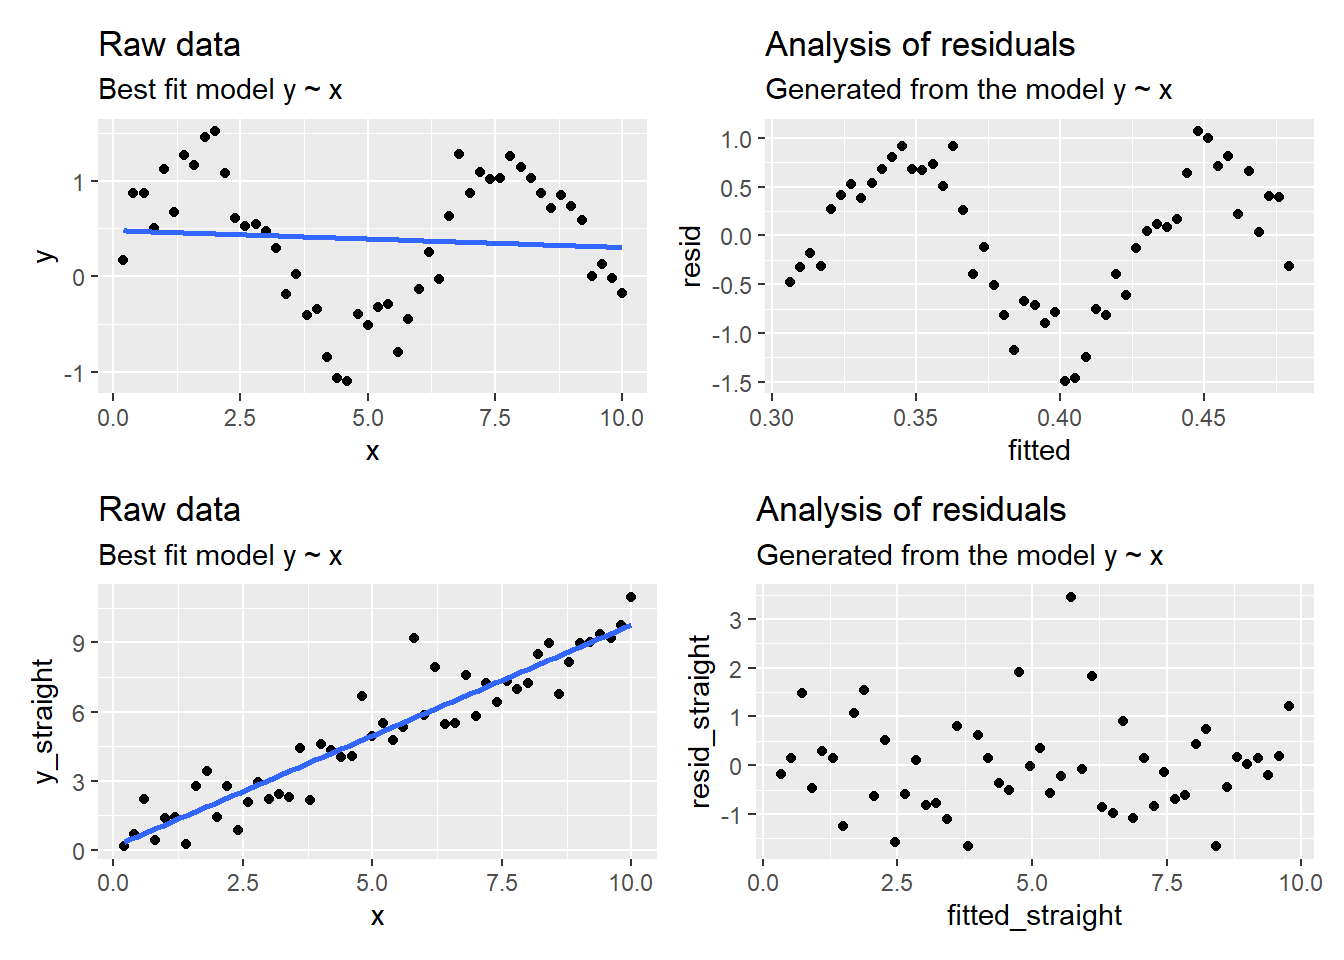 Raw data
Best fit model y ~ x
1
0
-1
y
0.0 2.5 5.0 7.5 10.0
x
Analysis of residuals
Generated from the model y ~ x
1.0
0.5
0.0
-0.5
-1.0
-1.5
resid
0.30 0.35 0.40 0.45
fitted
Raw data
Best fit model y ~ x
9
6
3
0
y_straight
0.0 2.5 5.0 7.5 10.0
x
Analysis of residuals
Generated from the model y ~ x
3
2
1
0
-1
resid_straight
0.0 2.5 5.0 7.5 10.0
fitted_straight